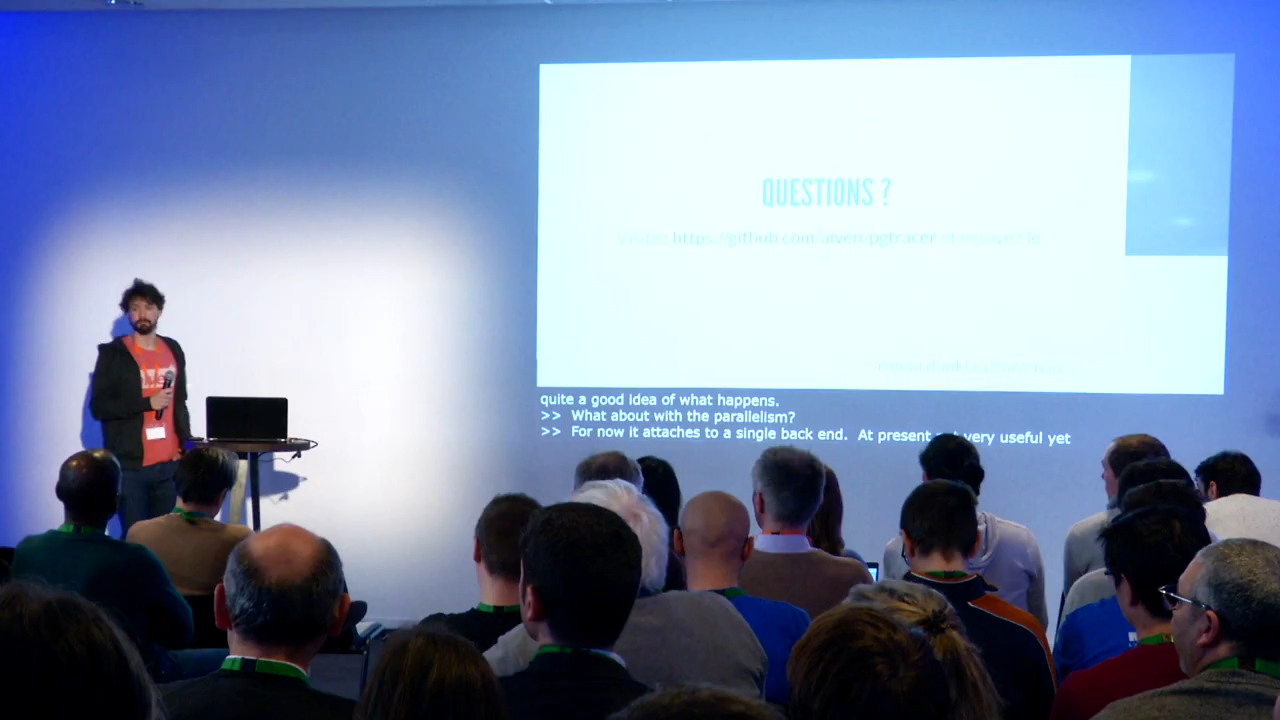 QUESTIONS ?
https://github.com/aiven/pgtracer
quite a good idea of what happens.
>> What about with the parallelism?
>> For now it attaches to a single back end. At present not very useful yet